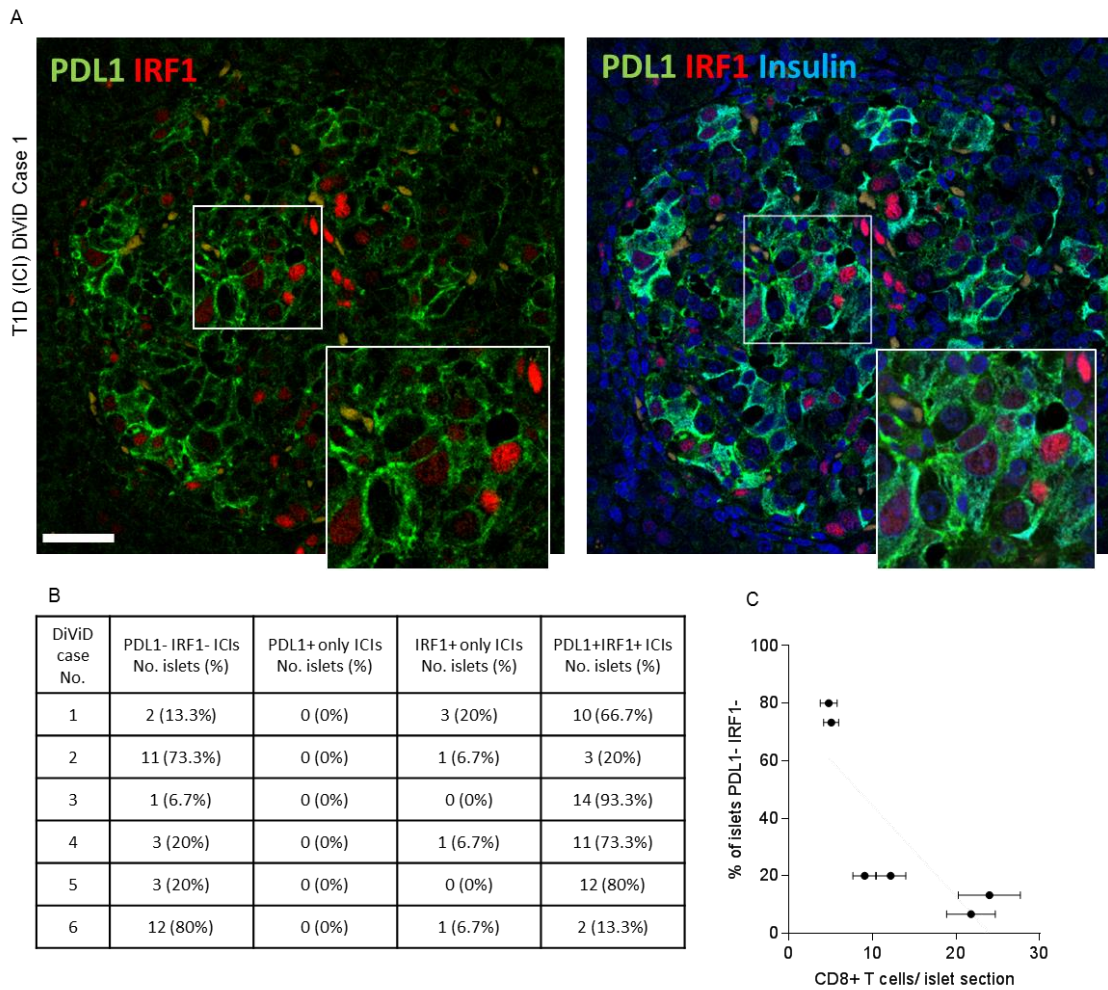 A
PDL1 IRF1
PDL1 IRF1 Insulin
T1D (ICI) DiViD Case 1
B
DiViD case No. PDL1- IRF1- ICIs No. islets (%) PDL1+ only ICIs No. islets (%) IRF1+ only ICIs No. islets (%) PDL1+IRF1+ ICIs No. islets (%)
1 2 (13.3%) 0 (0%) 3 (20%) 10 (66.7%)
2 11 (73.3%) 0 (0%) 1 (6.7%) 3 (20%)
3 1 (6.7%) 0 (0%) 0 (0%) 14 (93.3%)
4 3 (20%) 0 (0%) 1 (6.7%) 11 (73.3%)
5 3 (20%) 0 (0%) 0 (0%) 12 (80%)
6 12 (80%) 0 (0%) 1 (6.7%) 2 (13.3%)
C
% of islets PDL1- IRF1-
100
80
60
40
20
0
0 10 20 30
CD8+ T cells/ islet section